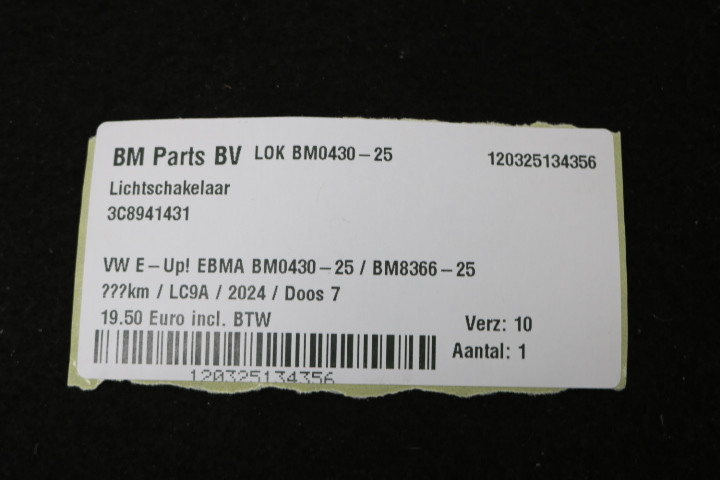 BM Parts BV LOK BM0430-25 120325134356
Lichtschakelaar
3C8941431
VW E-Up! EBMA BM0430-25 / BM8366-25
???km / LC9A / 2024 / Doos 7
19.50 Euro incl. BTW Verz: 10
Aantal: 1
120325134356